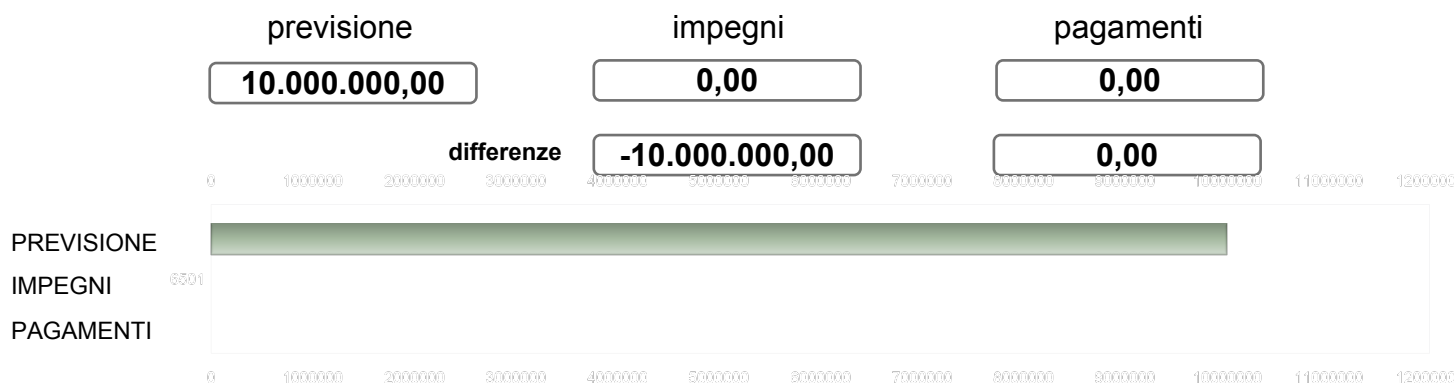 previsione impegni pagamenti
10.000.000,00 0,00 0,00
differenze -10.000.000,00 0,00
0 1000000 2000000 3000000 4000000 5000000 6000000 7000000 8000000 9000000 10000000 11000000 1200000
PREVISIONE
6501
IMPEGNI
PAGAMENTI
0 1000000 2000000 3000000 4000000 5000000 6000000 7000000 8000000 9000000 10000000 11000000 1200000